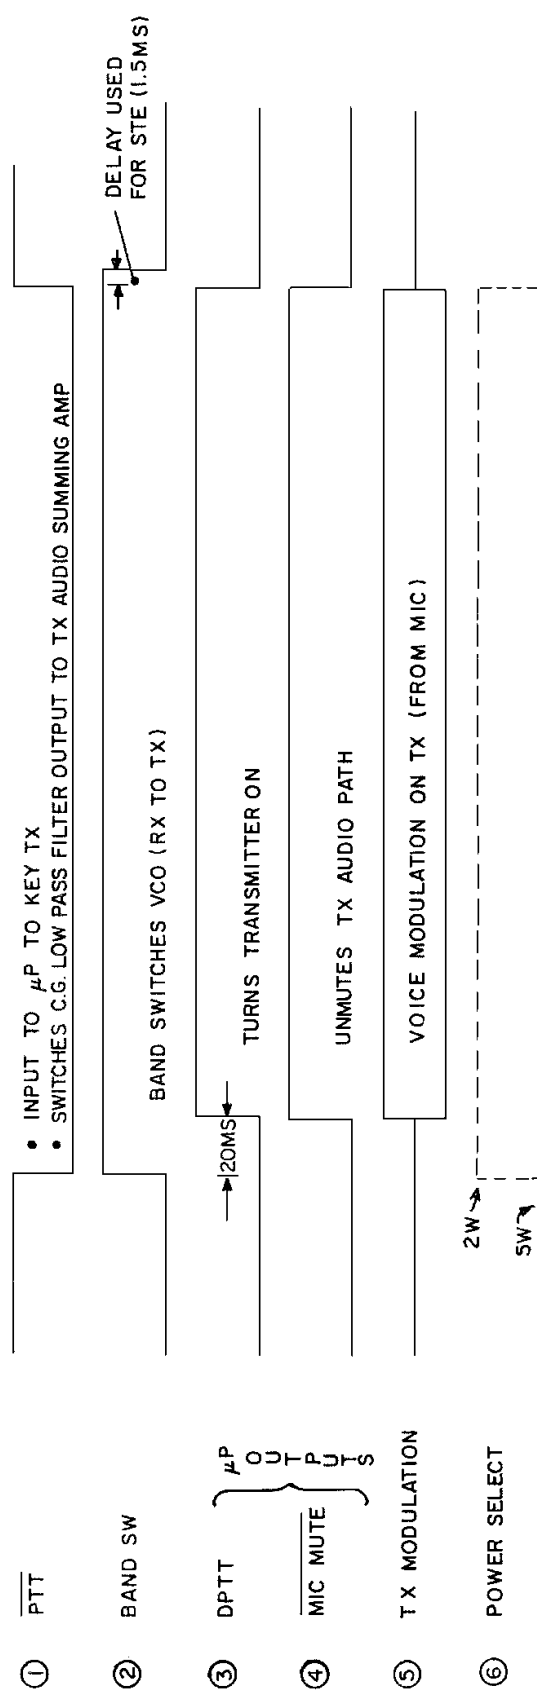 ① PTT
• INPUT TO µP TO KEY TX
• SWITCHES C.G. LOW PASS FILTER OUTPUT TO TX AUDIO SUMMING AMP
② BAND SW
BAND SWITCHES VCO (RX TO TX)
DELAY USED
FOR STE (1.5MS)
③ DPTT
20MS
TURNS TRANSMITTER ON
µP
OUTPUTS
④ MIC MUTE
UNMUTES TX AUDIO PATH
⑤ TX MODULATION
VOICE MODULATION ON TX (FROM MIC)
⑥ POWER SELECT
2W
5W